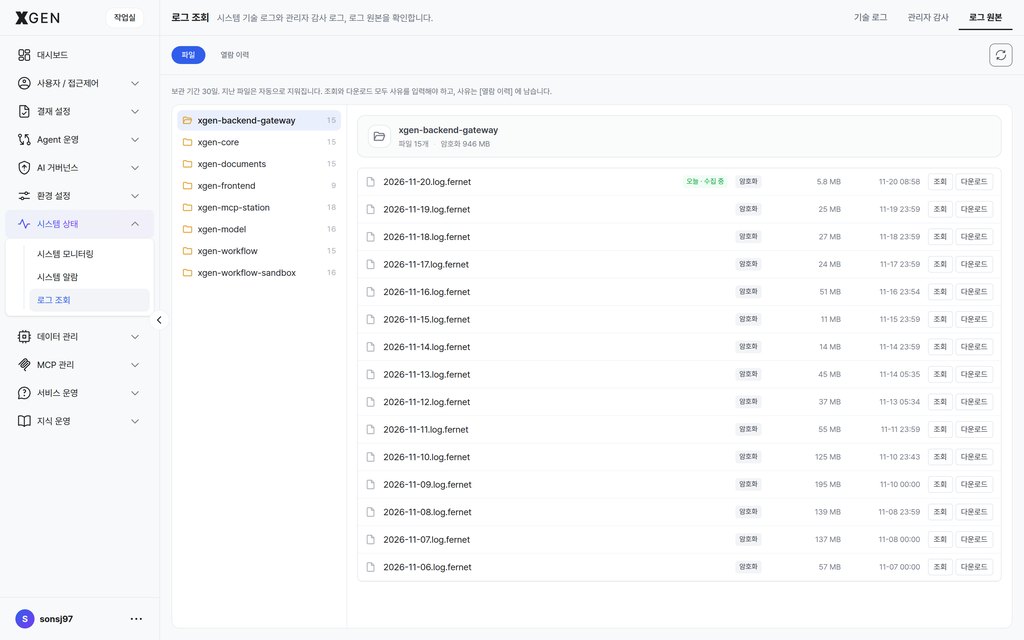 XGEN
작업실
로그 조회 시스템 기술 로그와 관리자 감사 로그, 로그 원본을 확인합니다.
기술 로그 관리자 감사 로그 원본
대시보드
사용자 / 접근제어
결재 설정
Agent 운영
AI 거버넌스
환경 설정
시스템 상태
시스템 모니터링
시스템 알람
로그 조회
데이터 관리
MCP 관리
서비스 운영
지식 운영
S sonsj97
파일 열람 이력
보관 기간 30일. 지난 파일은 자동으로 지워집니다. 조회와 다운로드 모두 사유를 입력해야 하고, 사유는 [열람 이력] 에 남습니다.
xgen-backend-gateway 15
xgen-core 15
xgen-documents 15
xgen-frontend 9
xgen-mcp-station 16
xgen-model 16
xgen-workflow 15
xgen-workflow-sandbox 16
xgen-backend-gateway
파일 15개 · 암호화 946 MB
2026-11-20.log.fernet 오늘 · 수집 중 암호화 5.8 MB 11-20 08:58 조회 다운로드
2026-11-19.log.fernet 암호화 25 MB 11-19 23:59 조회 다운로드
2026-11-18.log.fernet 암호화 27 MB 11-18 23:59 조회 다운로드
2026-11-17.log.fernet 암호화 24 MB 11-17 23:59 조회 다운로드
2026-11-16.log.fernet 암호화 51 MB 11-16 23:54 조회 다운로드
2026-11-15.log.fernet 암호화 11 MB 11-15 23:59 조회 다운로드
2026-11-14.log.fernet 암호화 14 MB 11-14 23:59 조회 다운로드
2026-11-13.log.fernet 암호화 45 MB 11-14 05:35 조회 다운로드
2026-11-12.log.fernet 암호화 37 MB 11-13 05:34 조회 다운로드
2026-11-11.log.fernet 암호화 55 MB 11-11 23:59 조회 다운로드
2026-11-10.log.fernet 암호화 125 MB 11-10 23:43 조회 다운로드
2026-11-09.log.fernet 암호화 195 MB 11-10 00:00 조회 다운로드
2026-11-08.log.fernet 암호화 139 MB 11-08 23:59 조회 다운로드
2026-11-07.log.fernet 암호화 137 MB 11-08 00:00 조회 다운로드
2026-11-06.log.fernet 암호화 57 MB 11-07 00:00 조회 다운로드